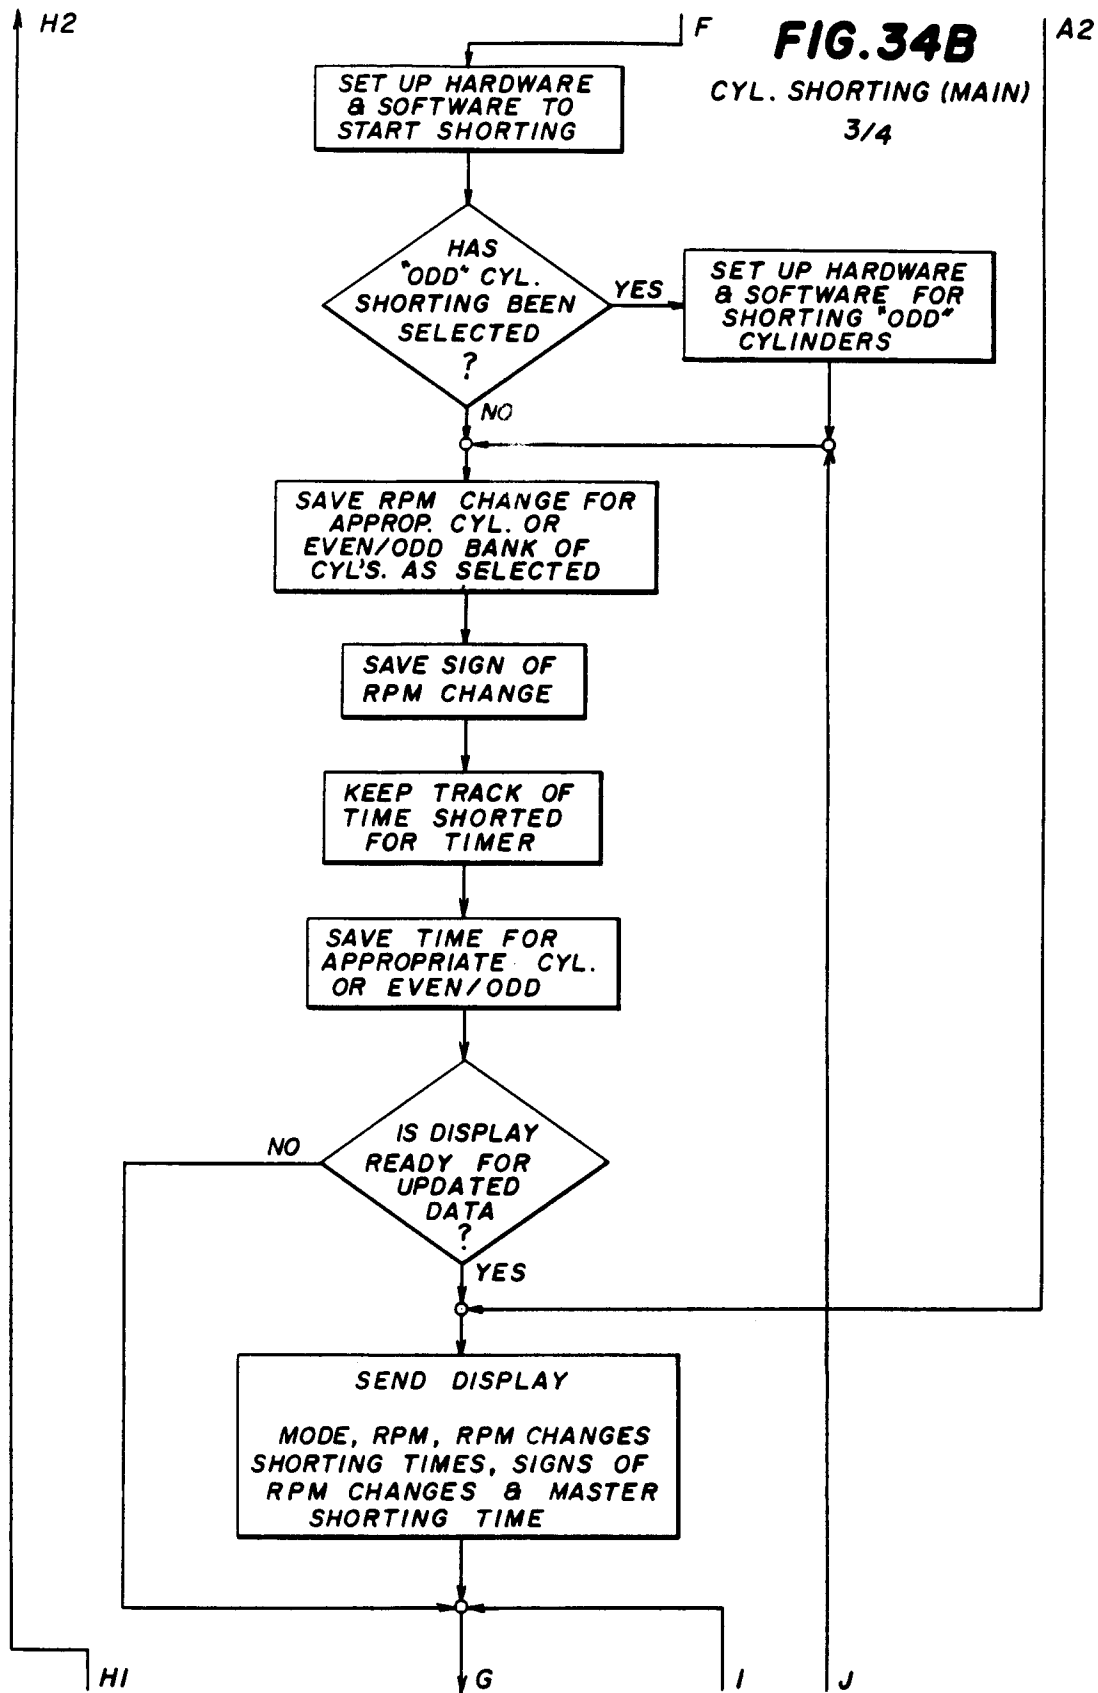 H2
F
FIG.34B
A2
CYL. SHORTING (MAIN)
3/4
SET UP HARDWARE
& SOFTWARE TO
START SHORTING
HAS
"ODD" CYL.
SHORTING BEEN
SELECTED
?
YES
SET UP HARDWARE
& SOFTWARE FOR
SHORTING "ODD"
CYLINDERS
NO
SAVE RPM CHANGE FOR
APPROP. CYL. OR
EVEN/ODD BANK OF
CYL'S. AS SELECTED
SAVE SIGN OF
RPM CHANGE
KEEP TRACK OF
TIME SHORTED
FOR TIMER
SAVE TIME FOR
APPROPRIATE CYL.
OR EVEN/ODD
NO
IS DISPLAY
READY FOR
UPDATED
DATA
?
YES
SEND DISPLAY
MODE, RPM, RPM CHANGES
SHORTING TIMES, SIGNS OF
RPM CHANGES & MASTER
SHORTING TIME
H1
G
I
J